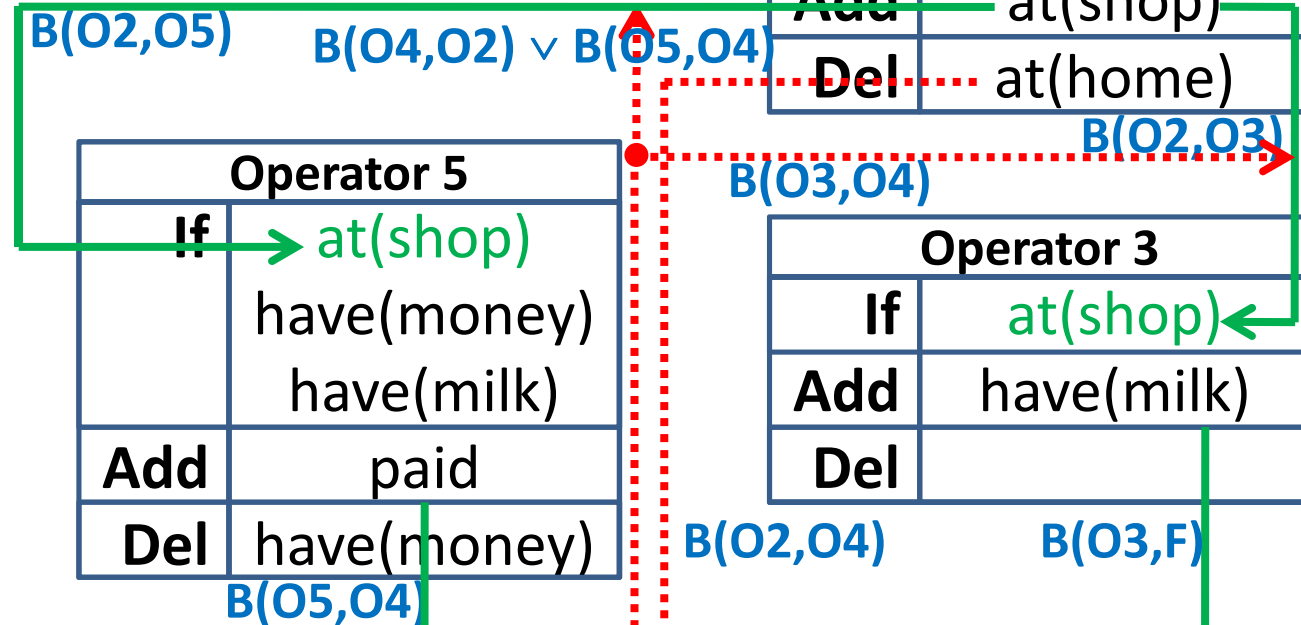 Add at(shop)
B(O2,O5)
B(O4,O2) ∨ B(O5,O4)
Del at(home)
B(O2,O3)
Operator 5
B(O3,O4)
If at(shop)
have(money)
have(milk)
Add paid
Del have(money)
Operator 3
If at(shop)
Add have(milk)
Del
B(O2,O4)
B(O3,F)
B(O5,O4)